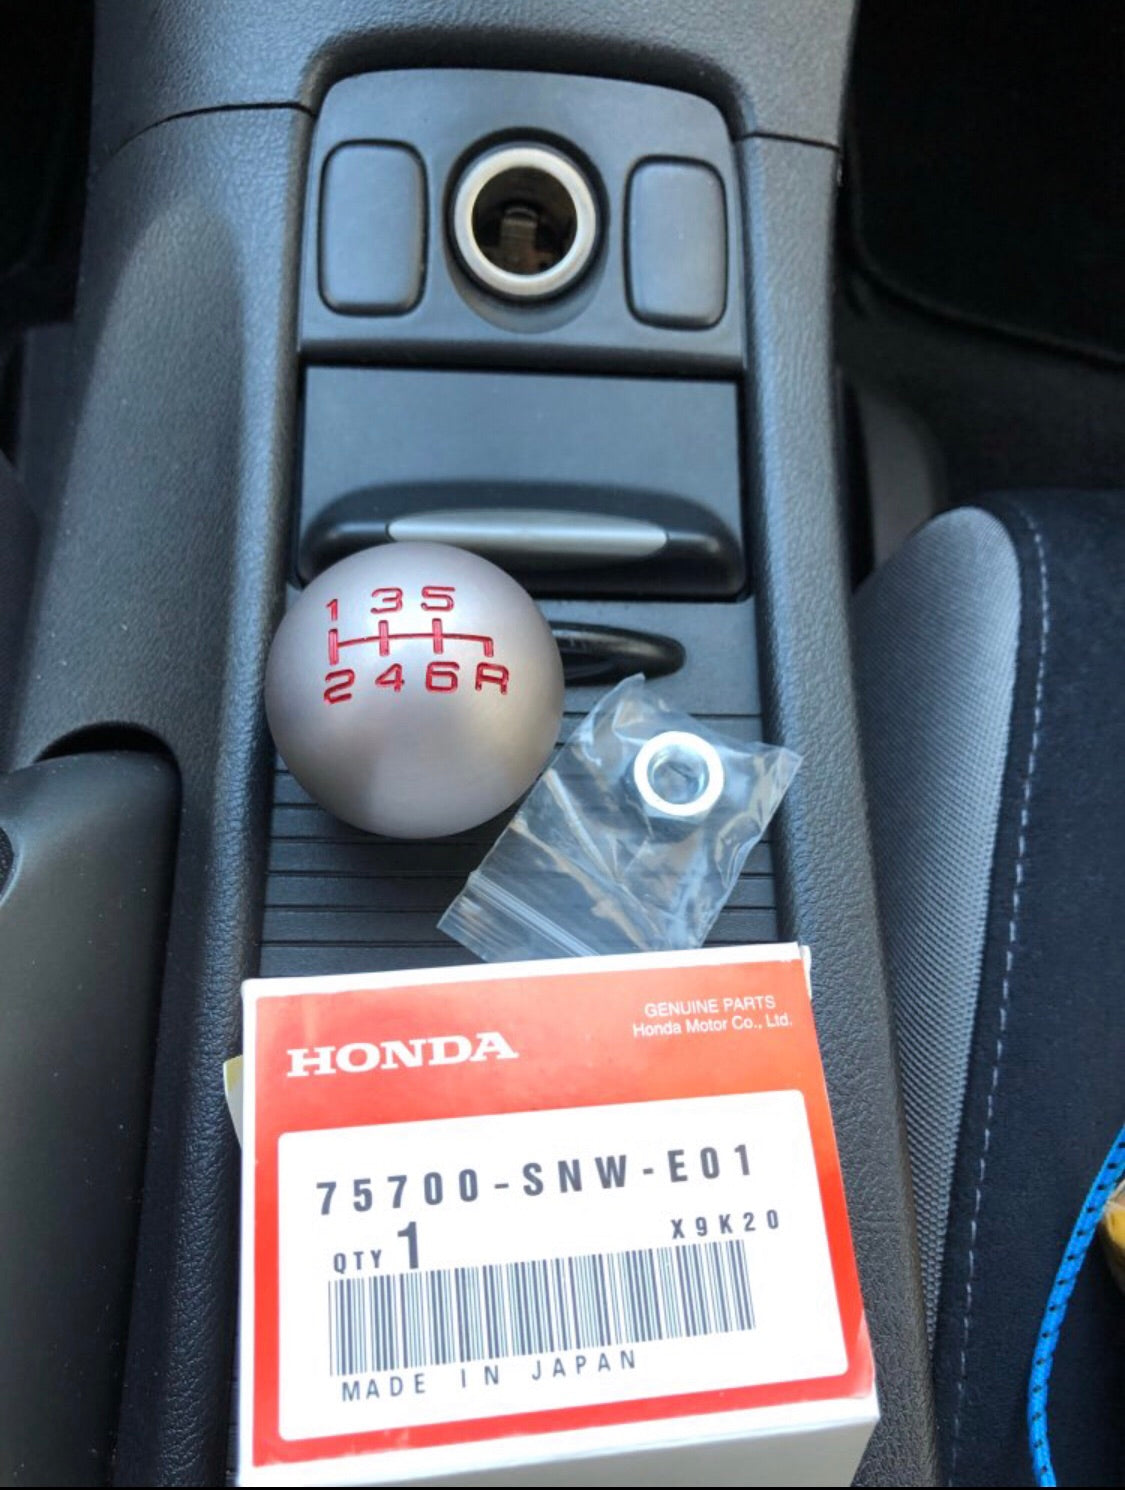 1 3 5
2 4 6 R
GENUINE PARTS
Honda Motor Co., Ltd.
HONDA
75700-SNW-E01
QTY 1
X9K20
MADE IN JAPAN